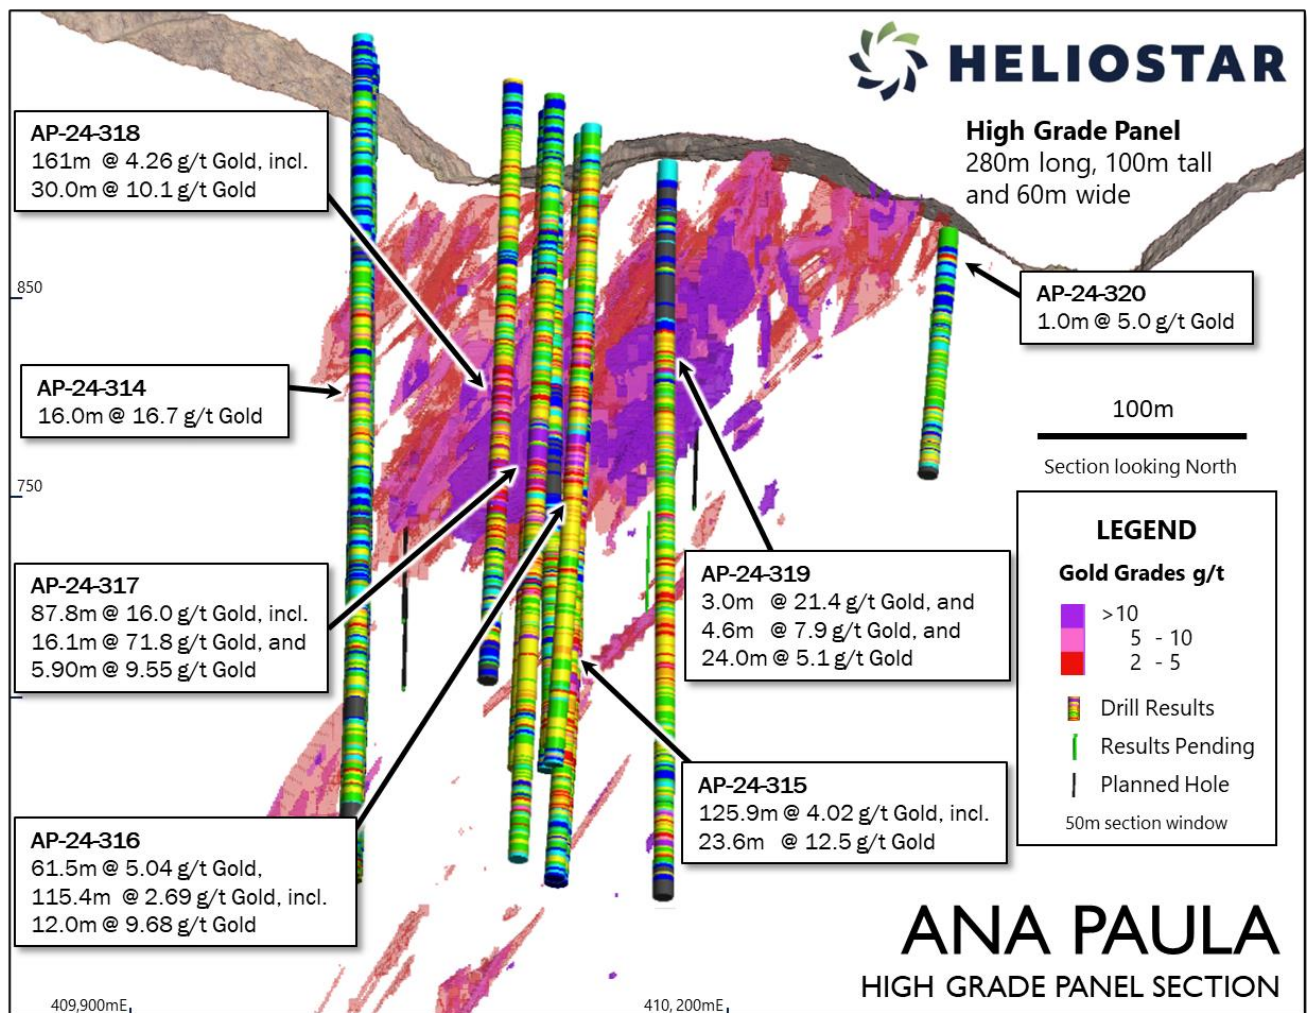 HELIOSTAR
High Grade Panel
280m long, 100m tall
and 60m wide
AP-24-318
161m @ 4.26 g/t Gold, incl.
30.0m @ 10.1 g/t Gold
850
AP-24-320
1.0m @ 5.0 g/t Gold
AP-24-314
16.0m @ 16.7 g/t Gold
100m
Section looking North
750
LEGEND
Gold Grades g/t
>10
5 - 10
2 - 5
Drill Results
Results Pending
Planned Hole
50m section window
AP-24-317
87.8m @ 16.0 g/t Gold, incl.
16.1m @ 71.8 g/t Gold, and
5.90m @ 9.55 g/t Gold
AP-24-319
3.0m @ 21.4 g/t Gold, and
4.6m @ 7.9 g/t Gold, and
24.0m @ 5.1 g/t Gold
AP-24-315
125.9m @ 4.02 g/t Gold, incl.
23.6m @ 12.5 g/t Gold
AP-24-316
61.5m @ 5.04 g/t Gold,
115.4m @ 2.69 g/t Gold, incl.
12.0m @ 9.68 g/t Gold
ANA PAULA
HIGH GRADE PANEL SECTION
409,900mE
410,200mE